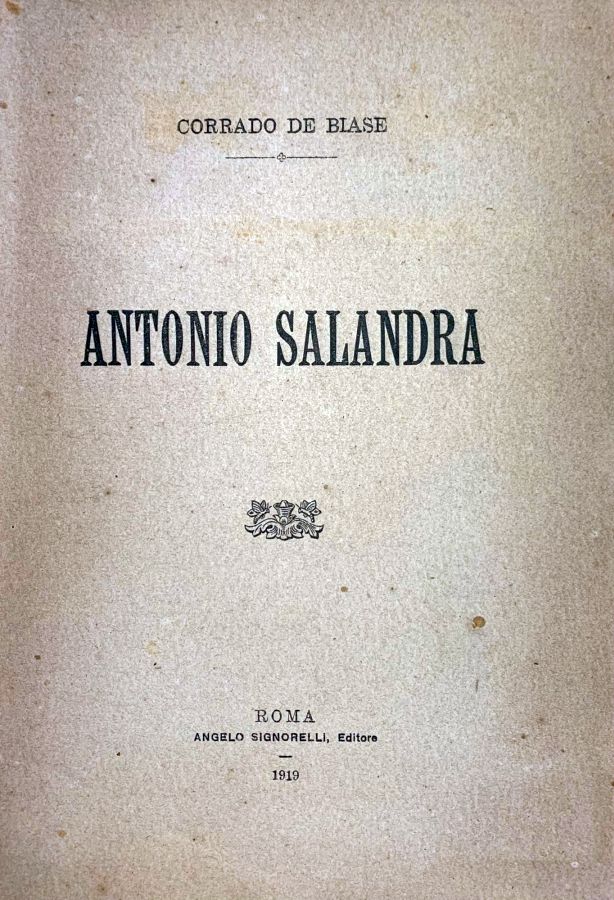 CORRADO DE BIASE
ANTONIO SALANDRA
ROMA
ANGELO SIGNORELLI, Editore
1919